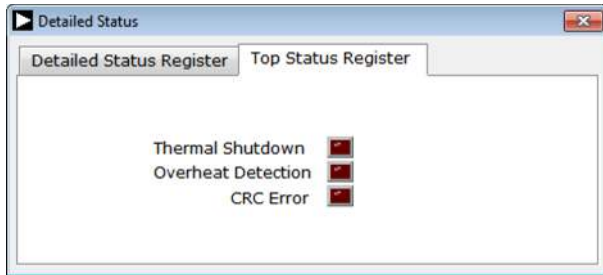 Detailed Status
Detailed Status Register
Top Status Register
Thermal Shutdown
Overheat Detection
CRC Error